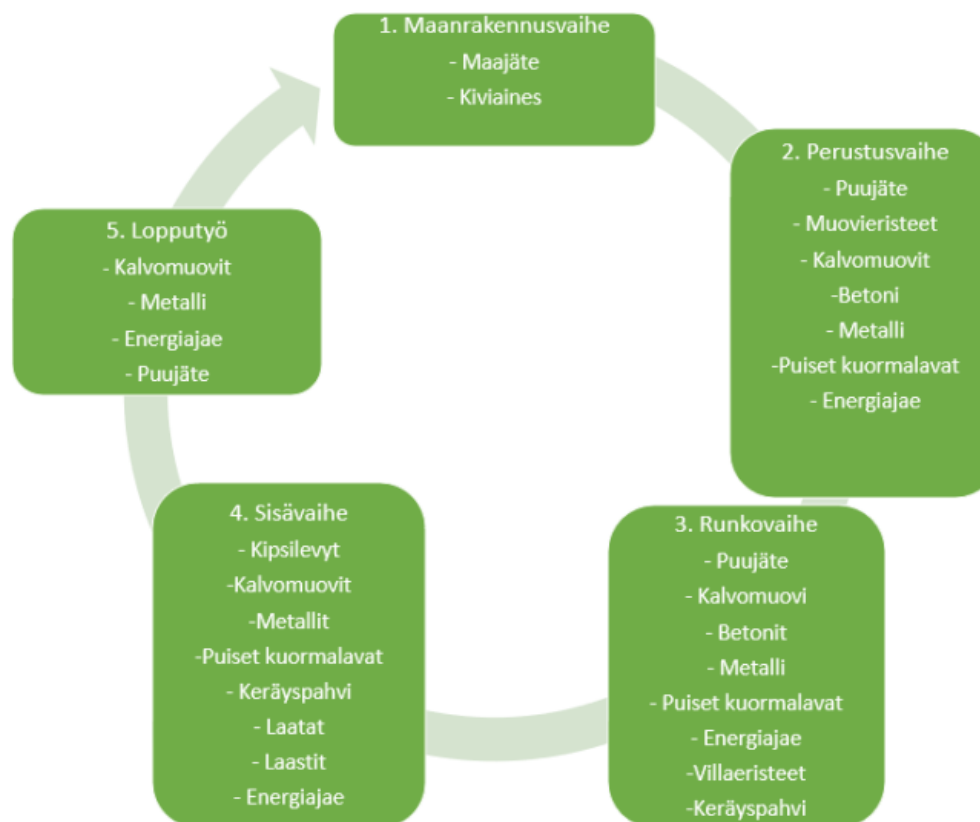 1. Maanrakennusvaihe
- Maajäte
- Kiviaines
2. Perustusvaihe
- Puujäte
- Muovieristeet
- Kalvomuovit
-Betoni
- Metalli
-Puiset kuormalavat
- Energiajae
3. Runkovaihe
- Puujäte
- Kalvomuovi
- Betonit
- Metalli
- Puiset kuormalavat
- Energiajae
-Villaeristeet
-Keräyspahvi
4. Sisävaihe
- Kipsilevyt
-Kalvomuovit
-Metallit
-Puiset kuormalavat
- Keräyspahvi
- Laatat
- Laastit
- Energiajae
5. Lopputyö
- Kalvomuovit
- Metalli
- Energiajae
- Puujäte